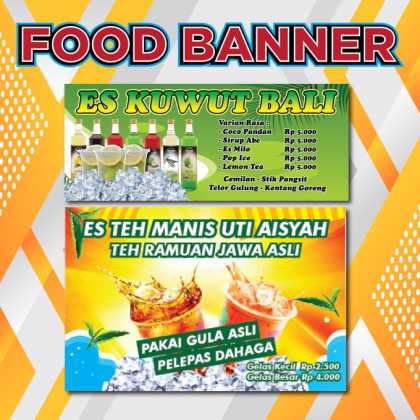 FOOD BANNER
ES KUWUT BALI
Varian Rasa :
- Coco Pandan Rp 5.000
- Sirup Abc Rp 5.000
- Es Milo Rp 5.000
- Pop Ice Rp 5.000
- Lemon Tea Rp 5.000
Cemilan - Stik Pangsit
Telor Gulung - Kentang Goreng
ES TEH MANIS UTI AISYAH
TEH RAMUAN JAWA ASLI
PAKAI GULA ASLI
PELEPAS DAHAGA
Gelas Kecil Rp2.500
Gelas Besar Rp 4.000